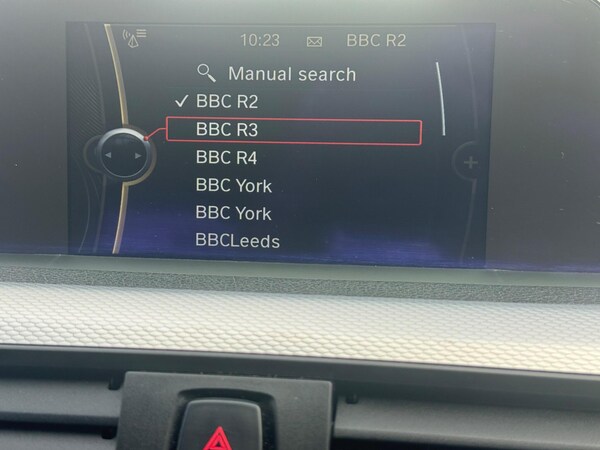 10:23 BBC R2
Manual search
BBC R2
BBC R3
BBC R4
BBC York
BBC York
BBCLeeds